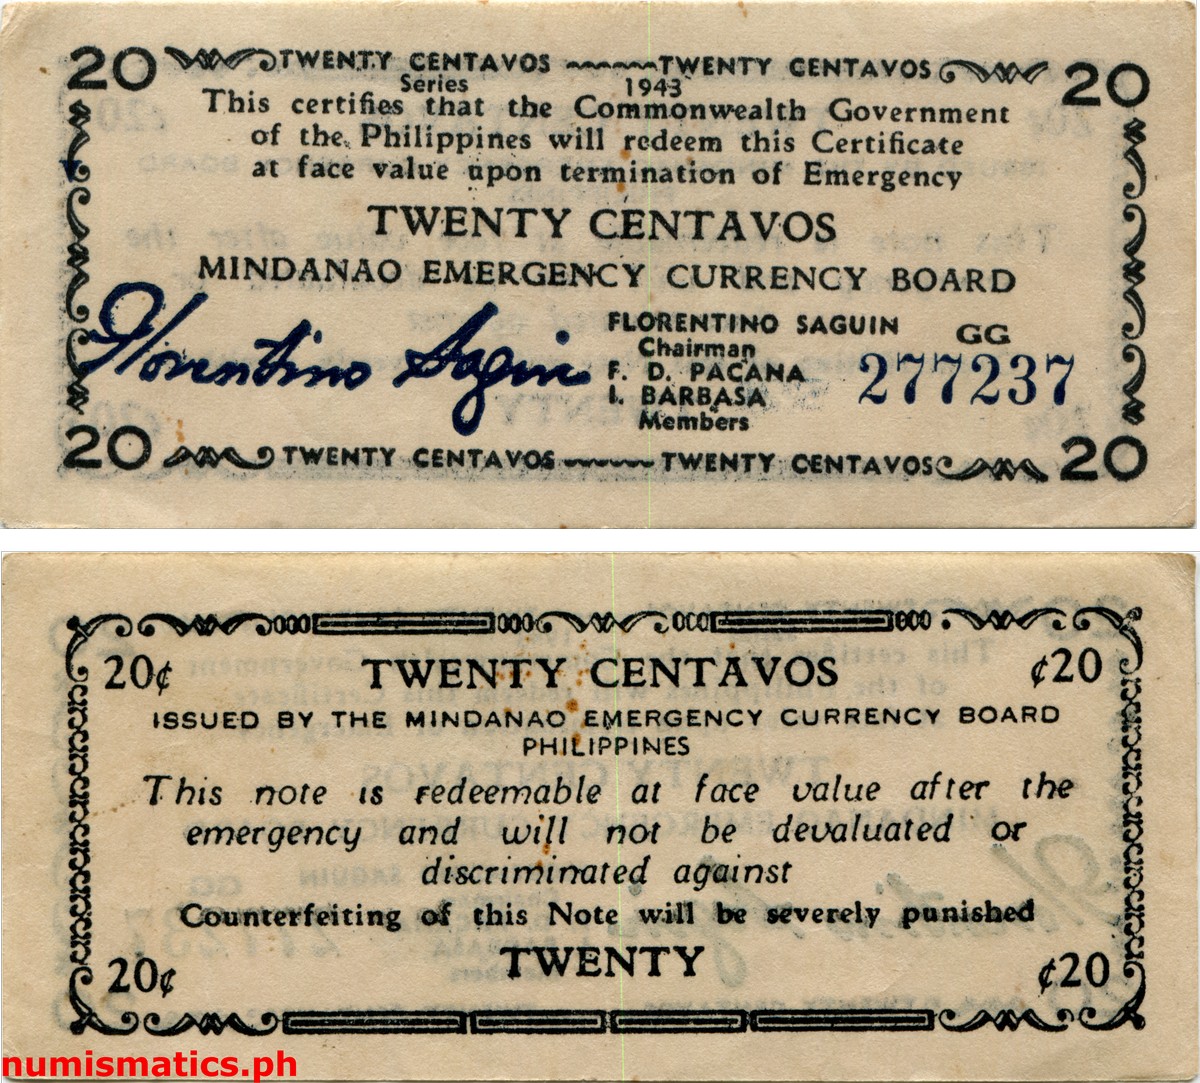 20 TWENTY CENTAVOS TWENTY CENTAVOS 20
Series 1943
This certifies that the Commonwealth Government
of the Philippines will redeem this Certificate
at face value upon termination of Emergency
TWENTY CENTAVOS
MINDANAO EMERGENCY CURRENCY BOARD
Florentino Saguin
FLORENTINO SAGUIN
Chairman
F. D. PACANA
I. BARBASA
Members
GG
277237
20 TWENTY CENTAVOS TWENTY CENTAVOS 20
20¢ TWENTY CENTAVOS ¢20
ISSUED BY THE MINDANAO EMERGENCY CURRENCY BOARD
PHILIPPINES
This note is redeemable at face value after the
emergency and will not be devaluated or
discriminated against
Counterfeiting of this Note will be severely punished
20¢ TWENTY ¢20
numismatics.ph